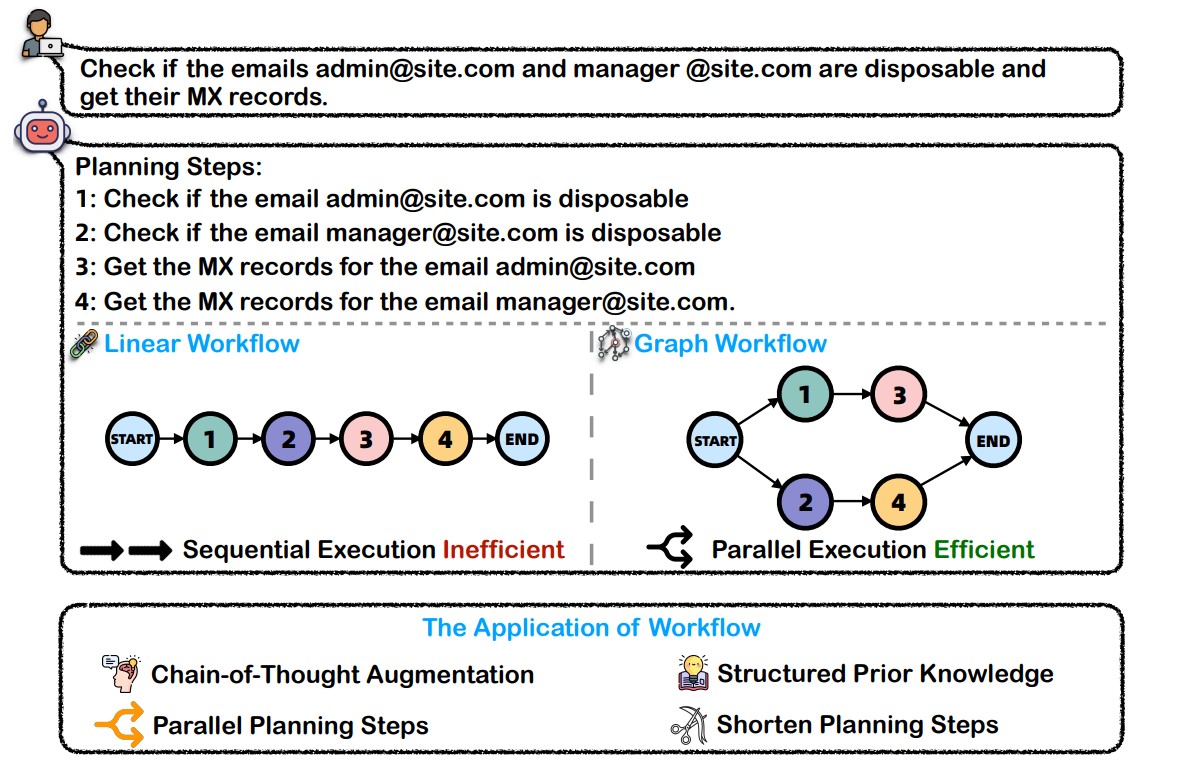 Check if the emails admin@site.com and manager @site.com are disposable and
get their MX records.
Planning Steps:
1: Check if the email admin@site.com is disposable
2: Check if the email manager@site.com is disposable
3: Get the MX records for the email admin@site.com
4: Get the MX records for the email manager@site.com.
Linear Workflow
START
1
2
3
4
END
Sequential Execution Inefficient
Graph Workflow
START
1
3
2
4
END
Parallel Execution Efficient
The Application of Workflow
Chain-of-Thought Augmentation
Structured Prior Knowledge
Parallel Planning Steps
Shorten Planning Steps